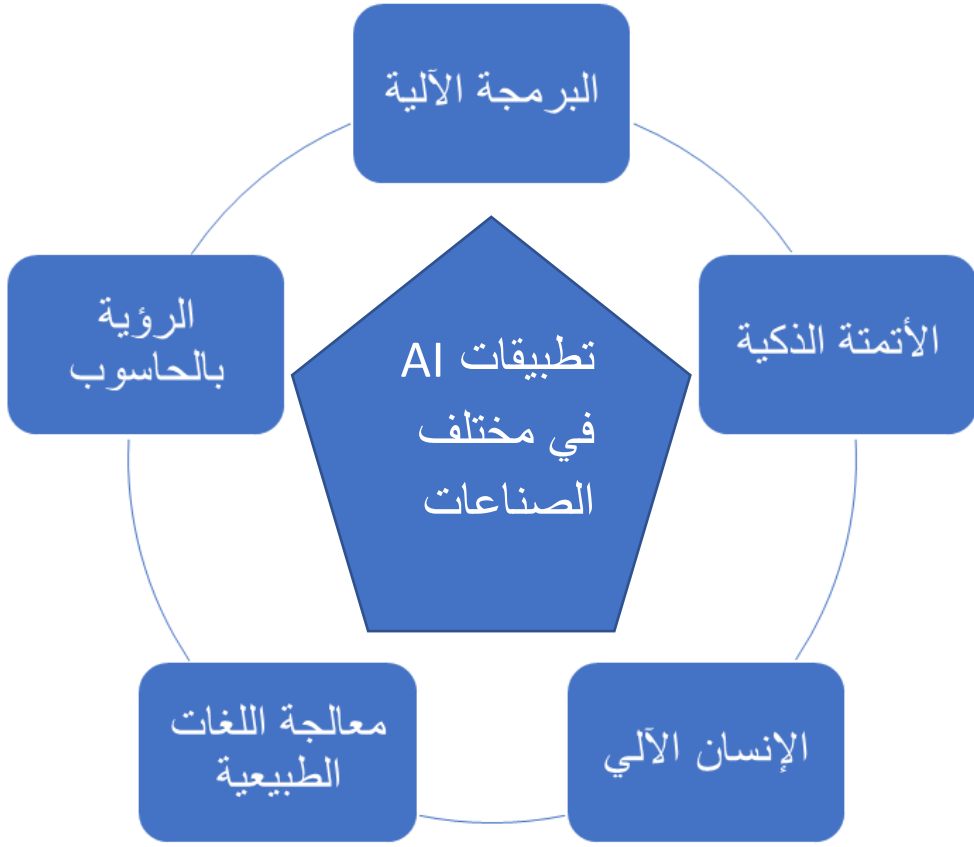 البرمجة الآلية
الأتمتة الذكية
الإنسان الآلي
معالجة اللغات
الطبيعية
الرؤية
بالحاسوب
تطبيقات AI
في مختلف
الصناعات